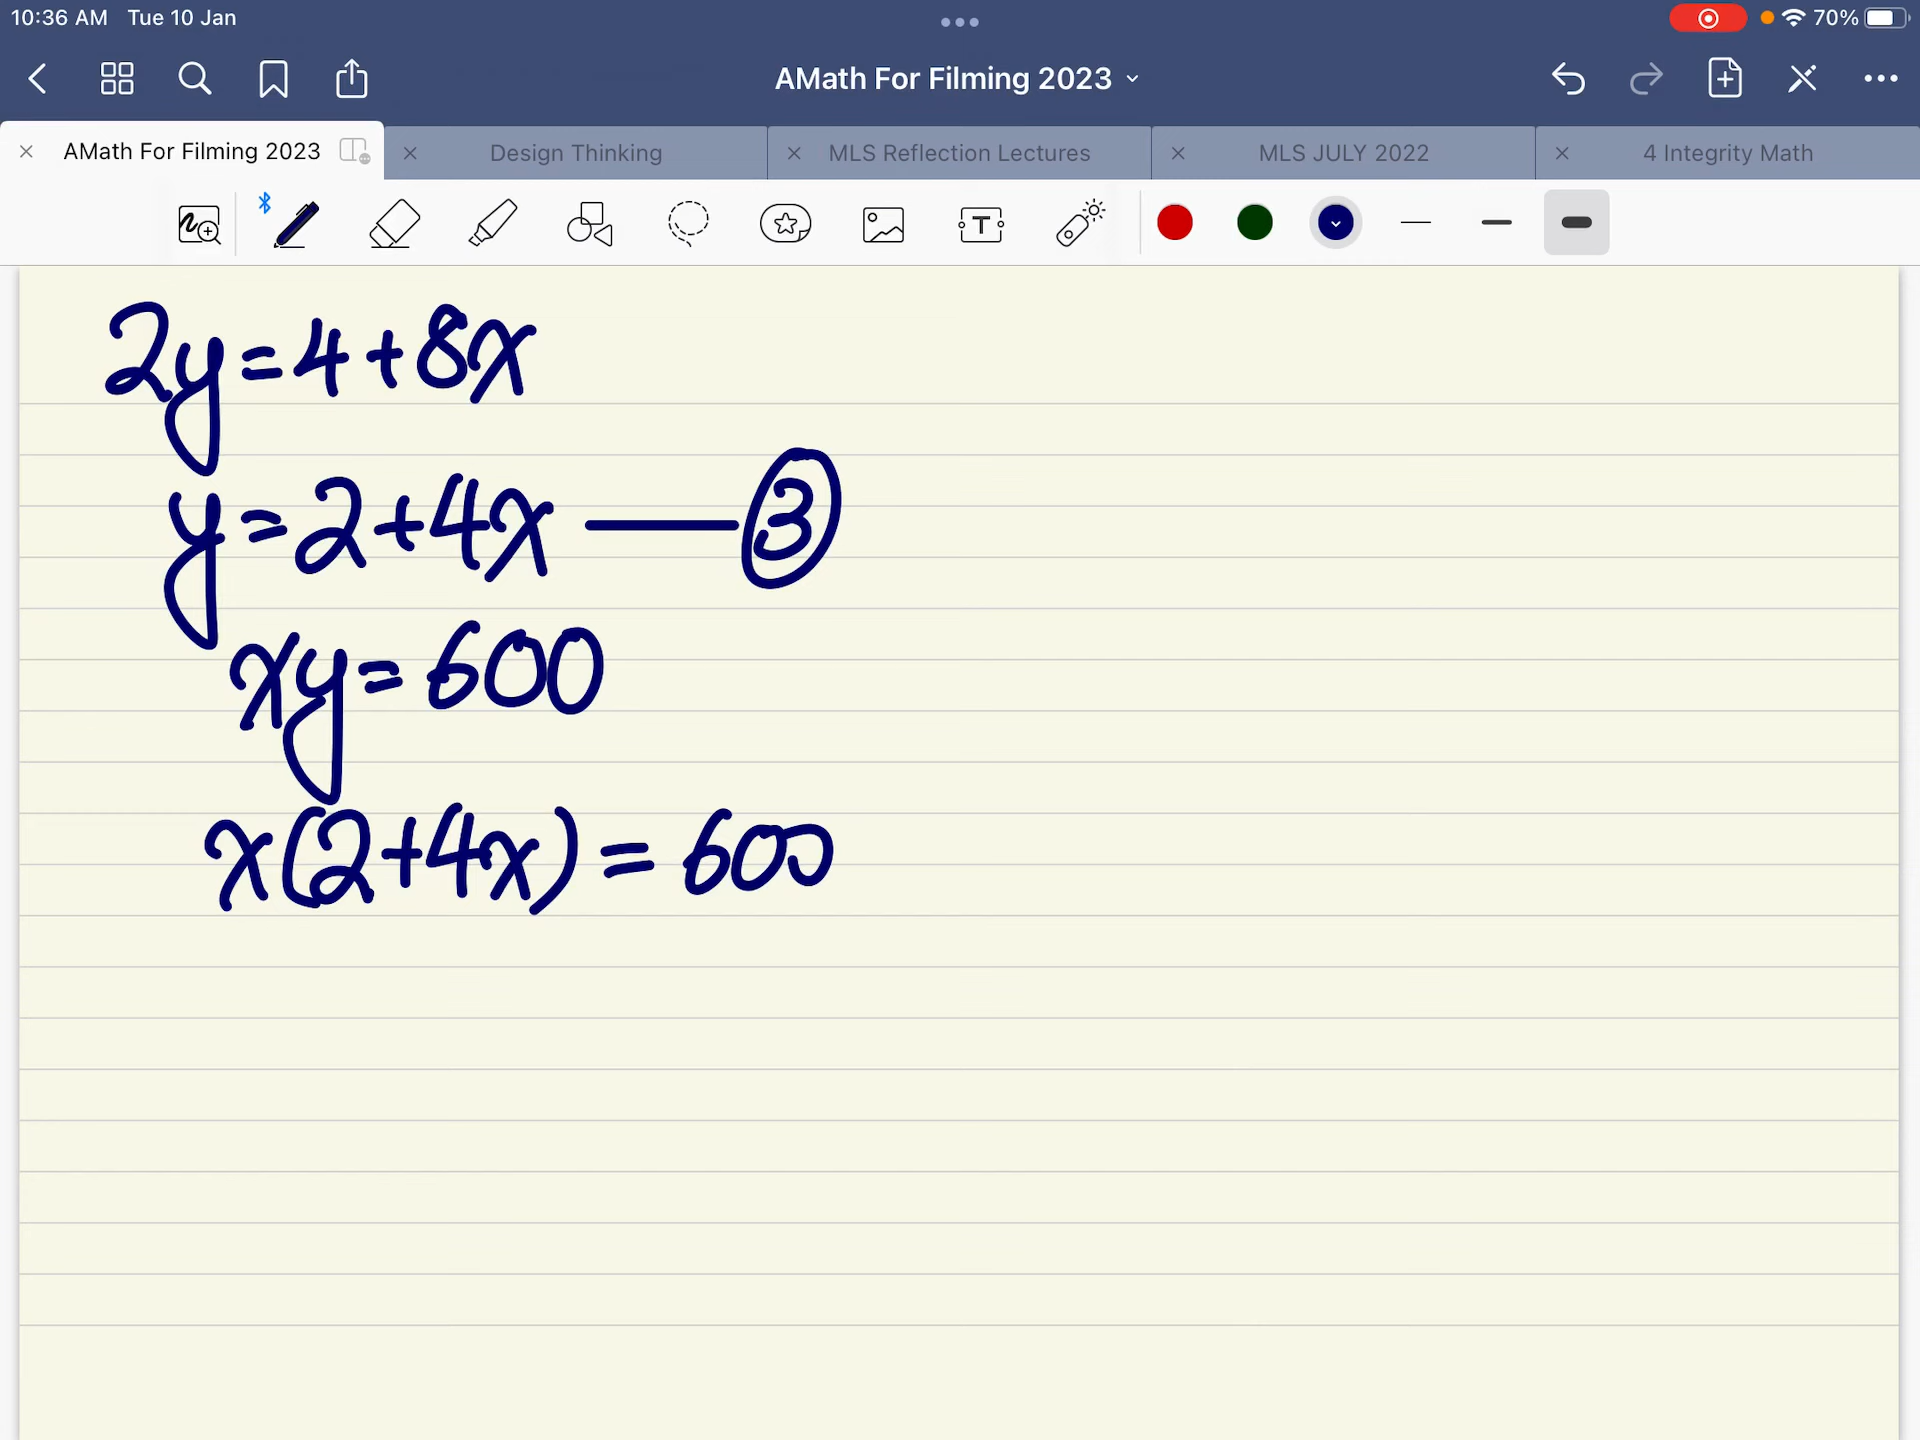 10:36 AM Tue 10 Jan
70%
AMath For Filming 2023
AMath For Filming 2023
Design Thinking
MLS Reflection Lectures
MLS JULY 2022
4 Integrity Math
T
2y=4+8x
y=2+4x —— ③
xy=600
x(2+4x) = 600